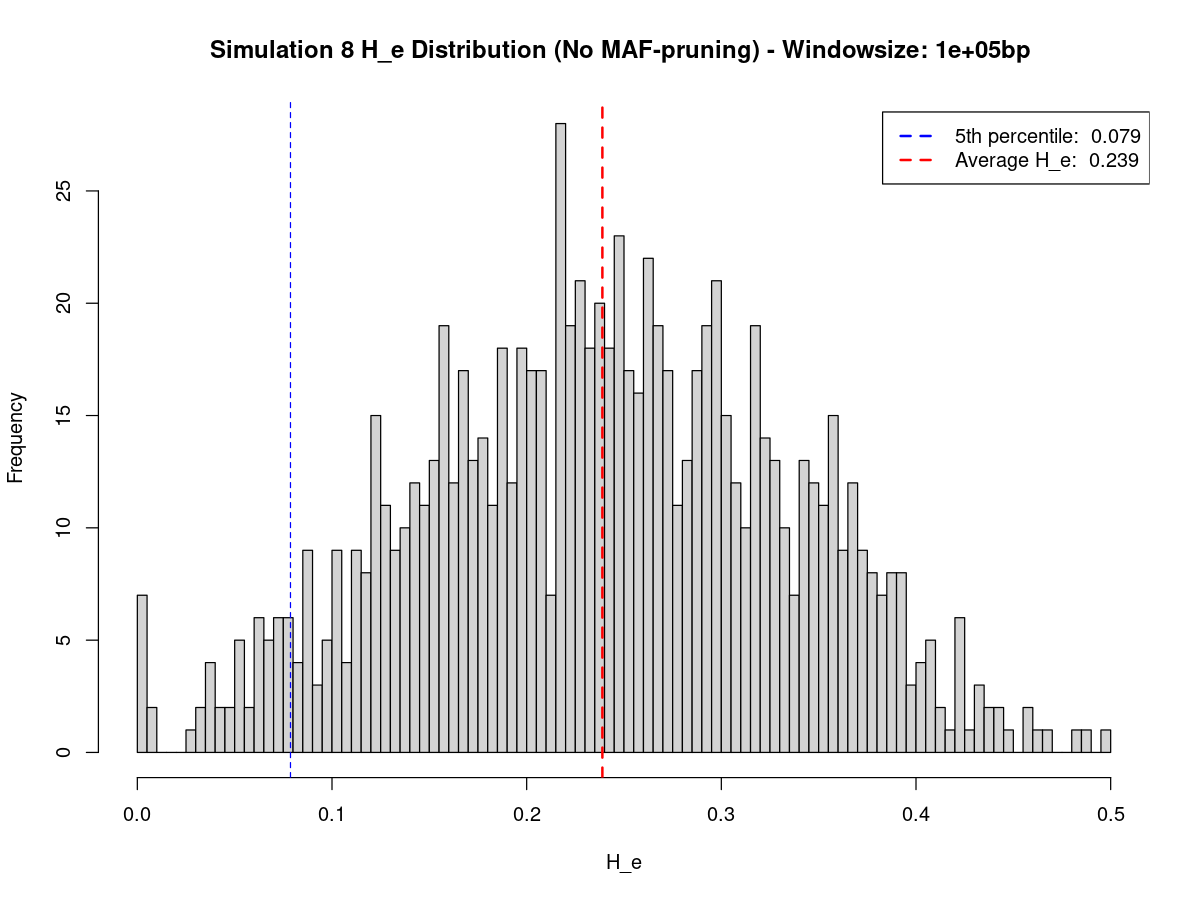 Simulation 8 H_e Distribution (No MAF-pruning) - Windowsize: 1e+05bp
5th percentile: 0.079
Average H_e: 0.239
Frequency
25
20
15
10
5
0
0.0 0.1 0.2 0.3 0.4 0.5
H_e